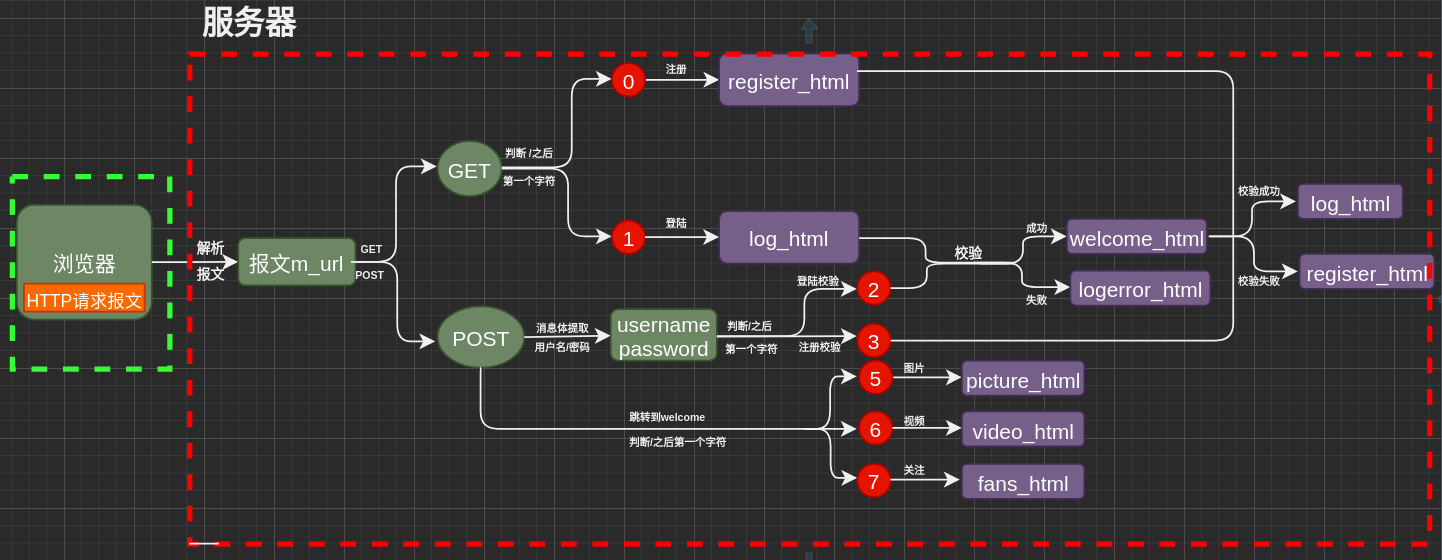 服务器
浏览器
HTTP请求报文
解析
报文
报文m_url
GET
POST
GET
判断 /之后
第一个字符
0
注册
register_html
1
登陆
log_html
校验
成功
welcome_html
失败
logerror_html
校验成功
log_html
校验失败
register_html
POST
消息体提取
用户名/密码
username
password
判断/之后
第一个字符
登陆校验
2
注册校验
3
跳转到welcome
判断/之后第一个字符
5
图片
picture_html
6
视频
video_html
7
关注
fans_html